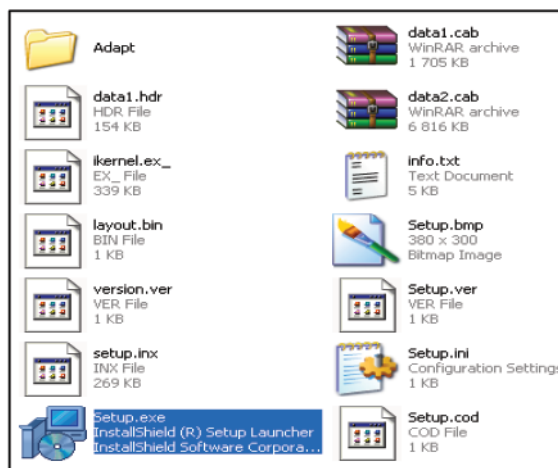 Adapt
data1.cab
WinRAR archive
1 705 KB
data1.hdr
HDR File
154 KB
data2.cab
WinRAR archive
6 816 KB
ikernel.ex_
EX_ File
339 KB
info.txt
Text Document
5 KB
layout.bin
BIN File
1 KB
Setup.bmp
380 x 300
Bitmap Image
version.ver
VER File
1 KB
Setup.ver
VER File
1 KB
setup.inx
INX File
269 KB
Setup.ini
Configuration Settings
1 KB
Setup.exe
InstallShield (R) Setup Launcher
InstallShield Software Corpora...
Setup.cod
COD File
1 KB